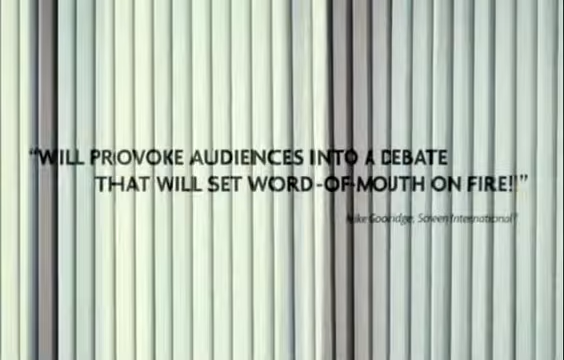 “WILL PROVOKE AUDIENCES INTO A DEBATE
THAT WILL SET WORD-OF-MOUTH ON FIRE!!”
Mike Goodridge, Screen International